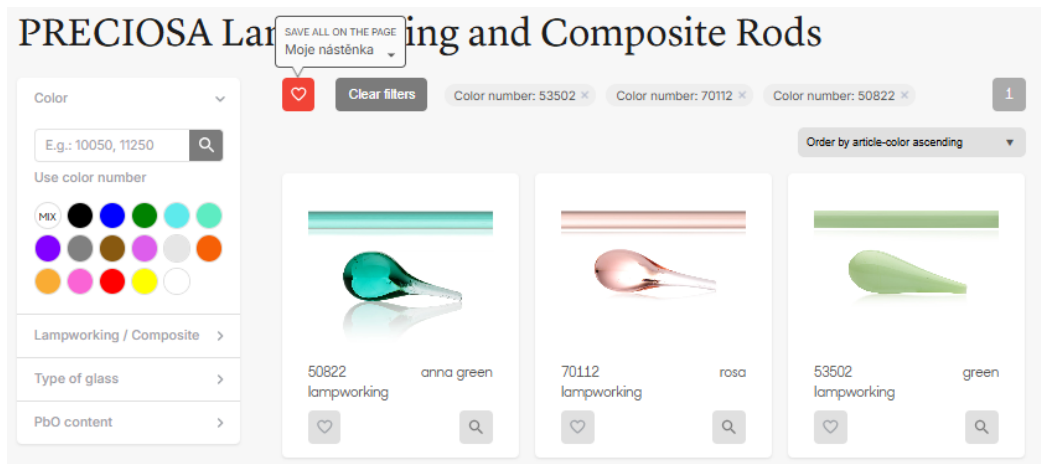 PRECIOSA Lar ing and Composite Rods
SAVE ALL ON THE PAGE
Moje nástěnka
Color
Clear filters
Color number: 53502 ×
Color number: 70112 ×
Color number: 50822 ×
1
E.g.: 10050, 11250
Order by article-color ascending
Use color number
MIX
Lampworking / Composite
Type of glass
PbO content
50822 anna green
lampworking
70112 rosa
lampworking
53502 green
lampworking